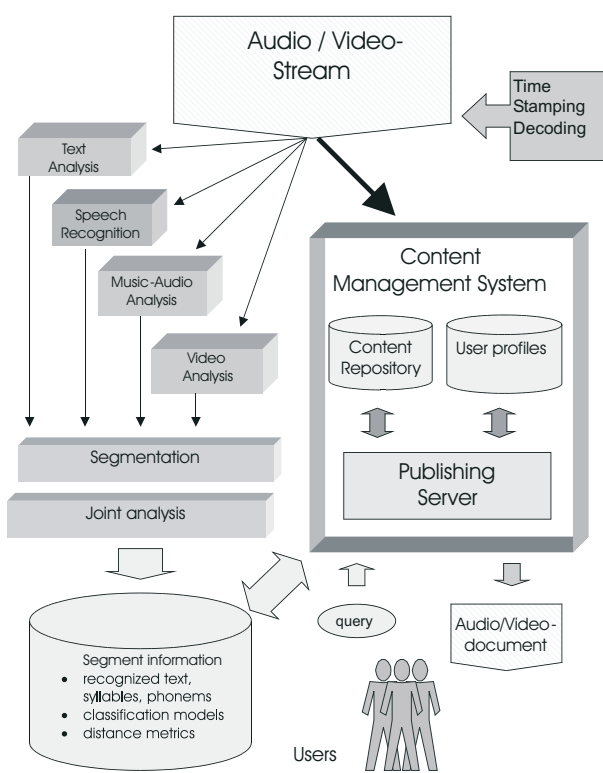 Audio / Video-
Stream
Time
Stamping
Decoding
Text
Analysis
Speech
Recognition
Music-Audio
Analysis
Video
Analysis
Content
Management System
Content
Repository
User profiles
Publishing
Server
Segmentation
Joint analysis
query
Audio/Video-
document
Segment information
• recognized text,
syllables, phonems
• classification models
• distance metrics
Users